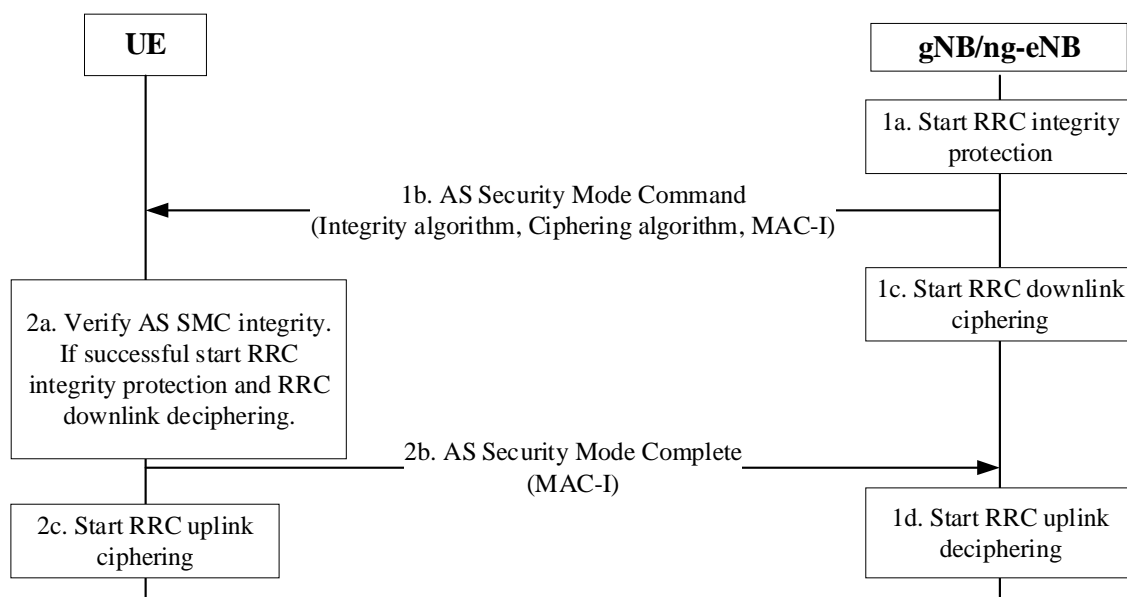 UE
gNB/ng-eNB
1a. Start RRC integrity
protection
1b. AS Security Mode Command
(Integrity algorithm, Ciphering algorithm, MAC-I)
1c. Start RRC downlink
ciphering
2a. Verify AS SMC integrity.
If successful start RRC
integrity protection and RRC
downlink deciphering.
2b. AS Security Mode Complete
(MAC-I)
2c. Start RRC uplink
ciphering
1d. Start RRC uplink
deciphering